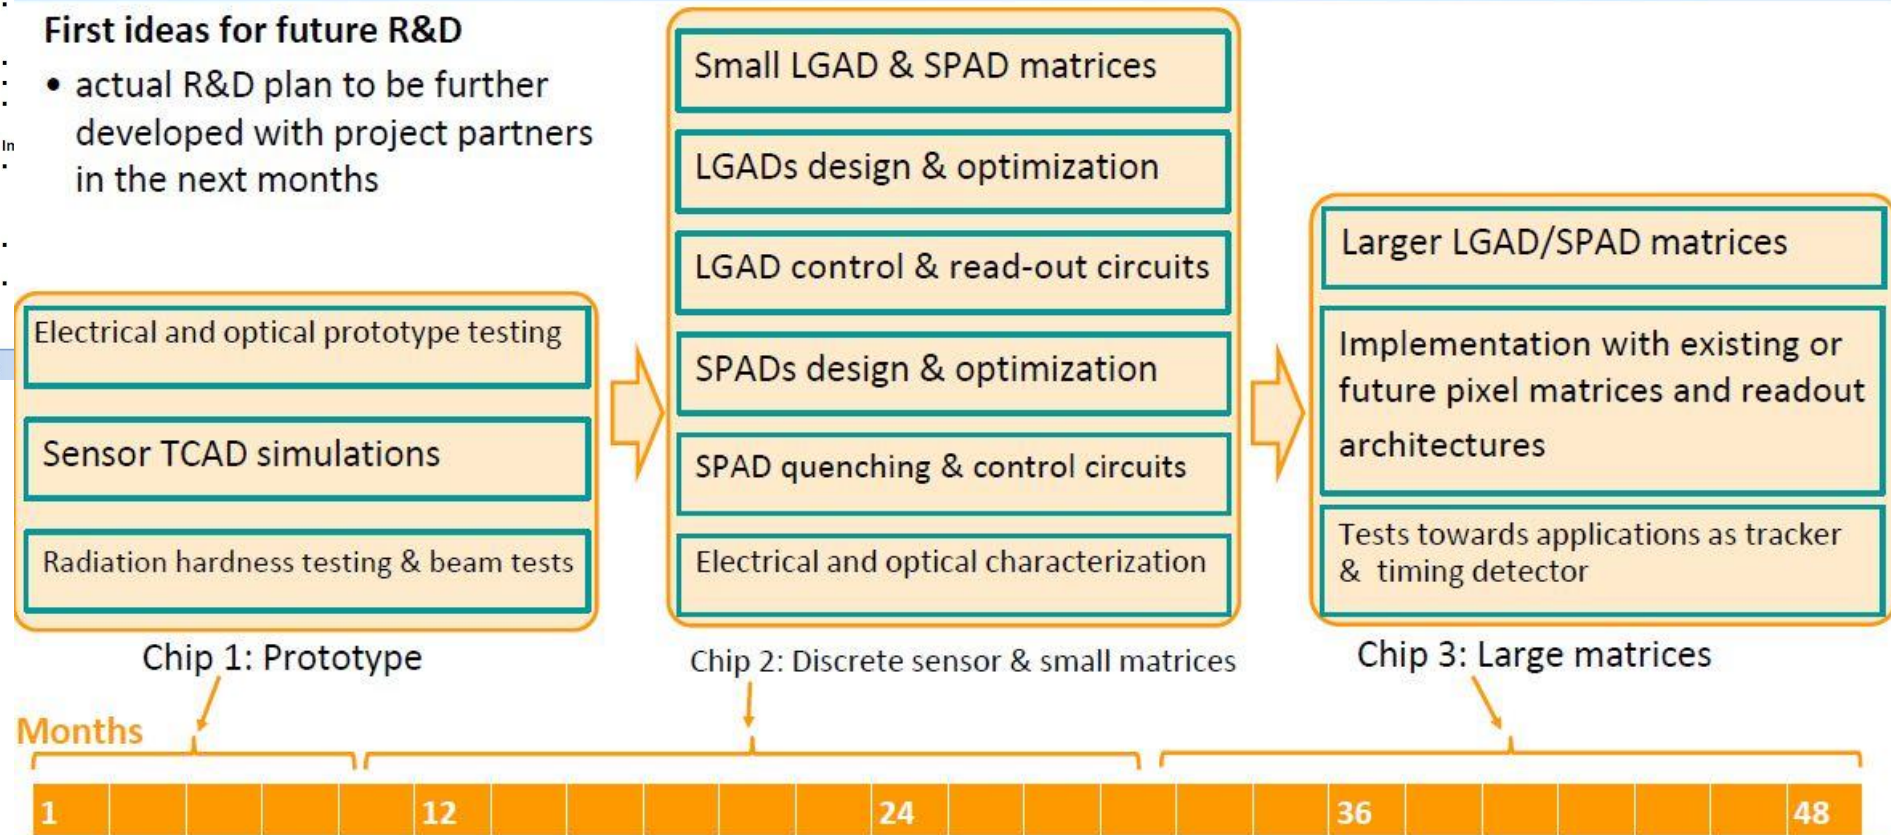 First ideas for future R&D
• actual R&D plan to be further
developed with project partners
in the next months
In
Electrical and optical prototype testing
Sensor TCAD simulations
Radiation hardness testing & beam tests
Chip 1: Prototype
Small LGAD & SPAD matrices
LGADs design & optimization
LGAD control & read-out circuits
SPADs design & optimization
SPAD quenching & control circuits
Electrical and optical characterization
Chip 2: Discrete sensor & small matrices
Larger LGAD/SPAD matrices
Implementation with existing or
future pixel matrices and readout
architectures
Tests towards applications as tracker
& timing detector
Chip 3: Large matrices
Months
1 12 24 36 48